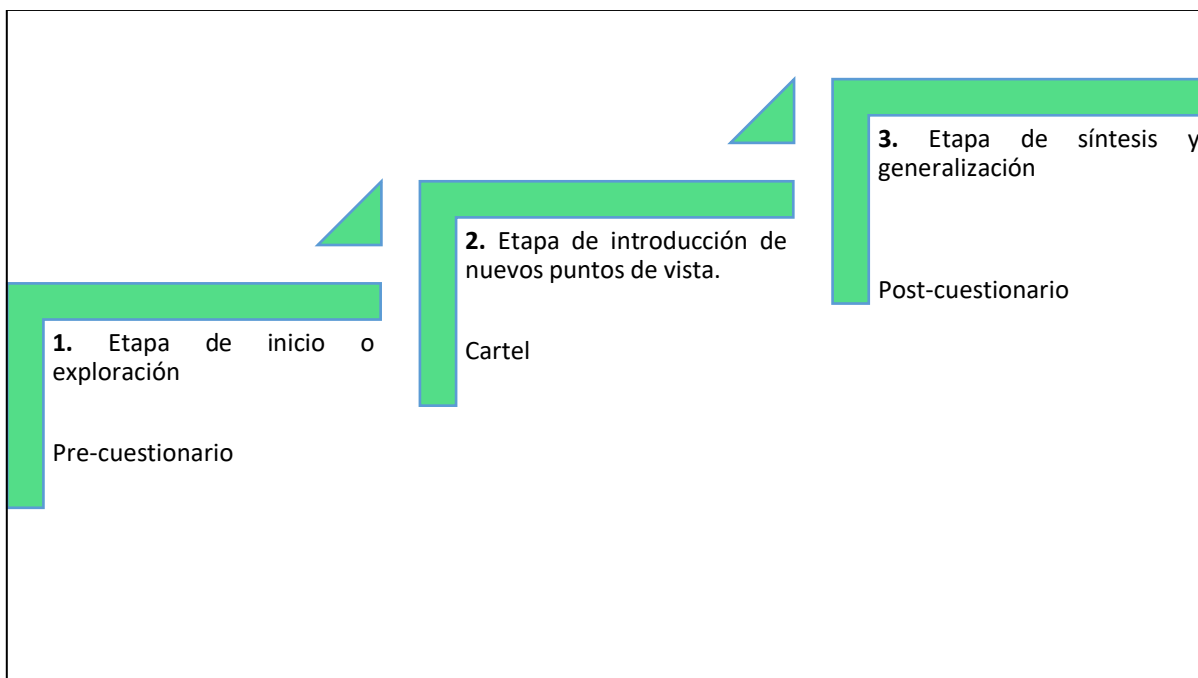 1. Etapa de inicio o
exploración
Pre-cuestionario
2. Etapa de introducción de
nuevos puntos de vista.
Cartel
3. Etapa de síntesis y
generalización
Post-cuestionario